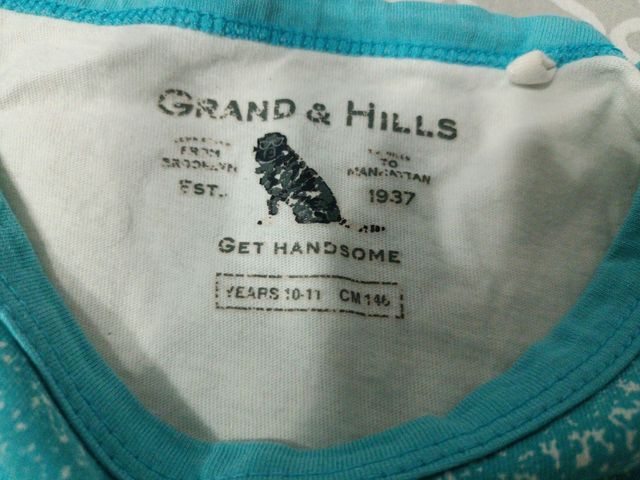 GRAND & HILLS
FROM
BROOKLYN
TO
MANHATTAN
EST.
1937
GET HANDSOME
YEARS 10-11 CM 146